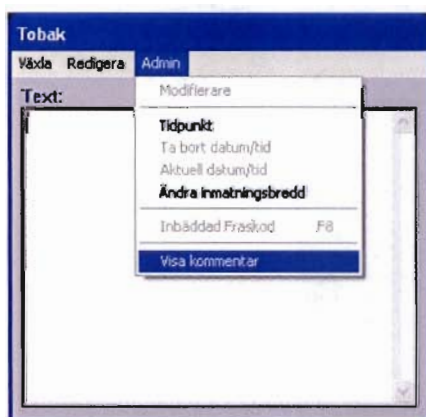 Tobak
Växla Redigera Admin
Text:
Modifierare
Tidpunkt
Ta bort datum/tid
Aktuell datum/tid
Ändra inmatningsbredd
Inbäddad Fraskod F8
Visa kommentar